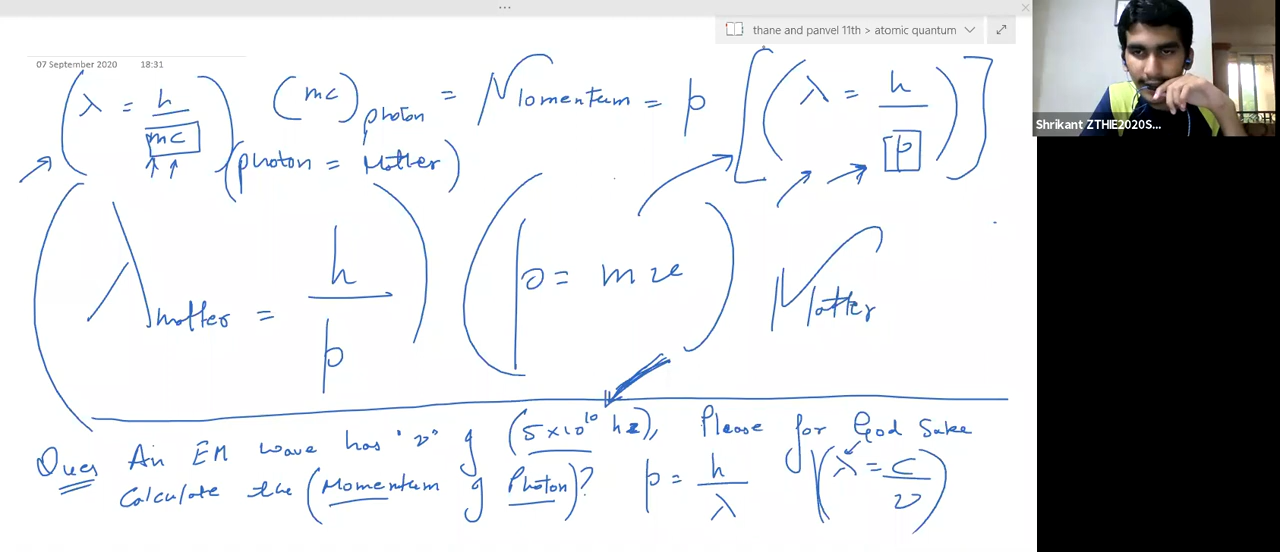 thane and panvel 11th > atomic quantum
07 September 2020 18:31
Shrikant ZTHIE2020S...
(λ = h/mc) (mc)photon = Momentum = p [(λ = h/p)]
(photon = Matter)
(λmatter = h/p) (p = mv) Matter
Ques An EM wave has "ν" of (5×10^10 hz), Please for God Sake
Calculate the (Momentum of Photon)? p = h/λ (λ = c/ν)